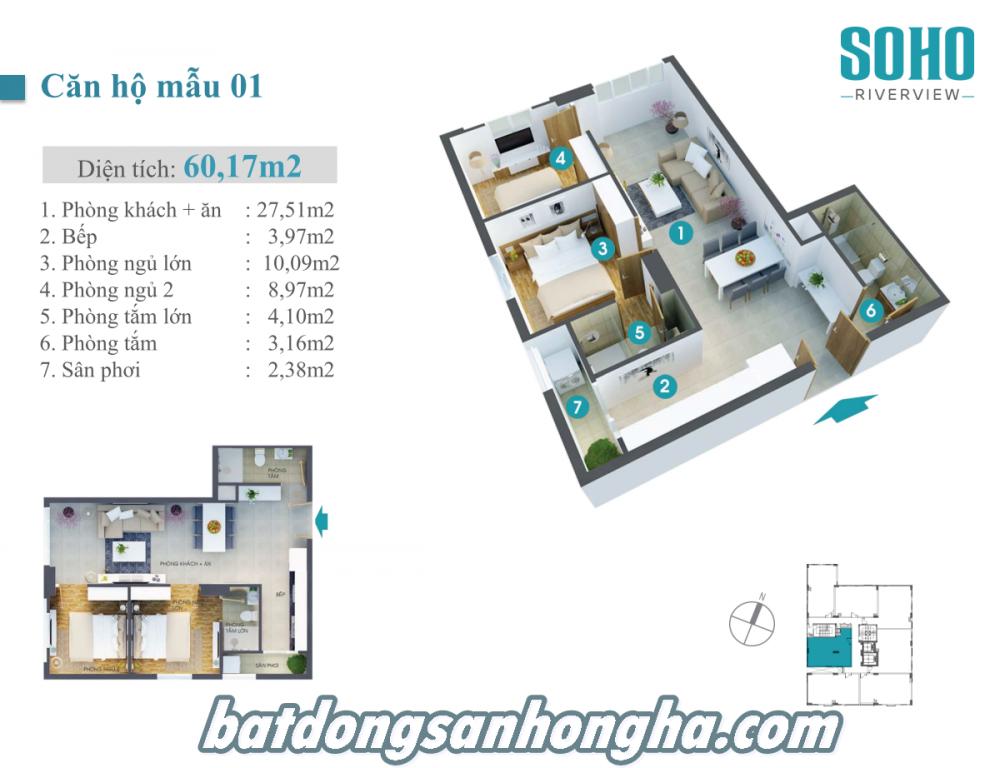 SOHO
RIVERVIEW
Căn hộ mẫu 01
Diện tích: 60,17m2
1. Phòng khách + ăn : 27,51m2
2. Bếp : 3,97m2
3. Phòng ngủ lớn : 10,09m2
4. Phòng ngủ 2 : 8,97m2
5. Phòng tắm lớn : 4,10m2
6. Phòng tắm : 3,16m2
7. Sân phơi : 2,38m2
4
3
1
6
5
2
7
PHÒNG
TẮM
PHÒNG KHÁCH + ĂN
BẾP
PHÒNG
TẮM LỚN
SÂN PHƠI
N
batdongsanhongha.com